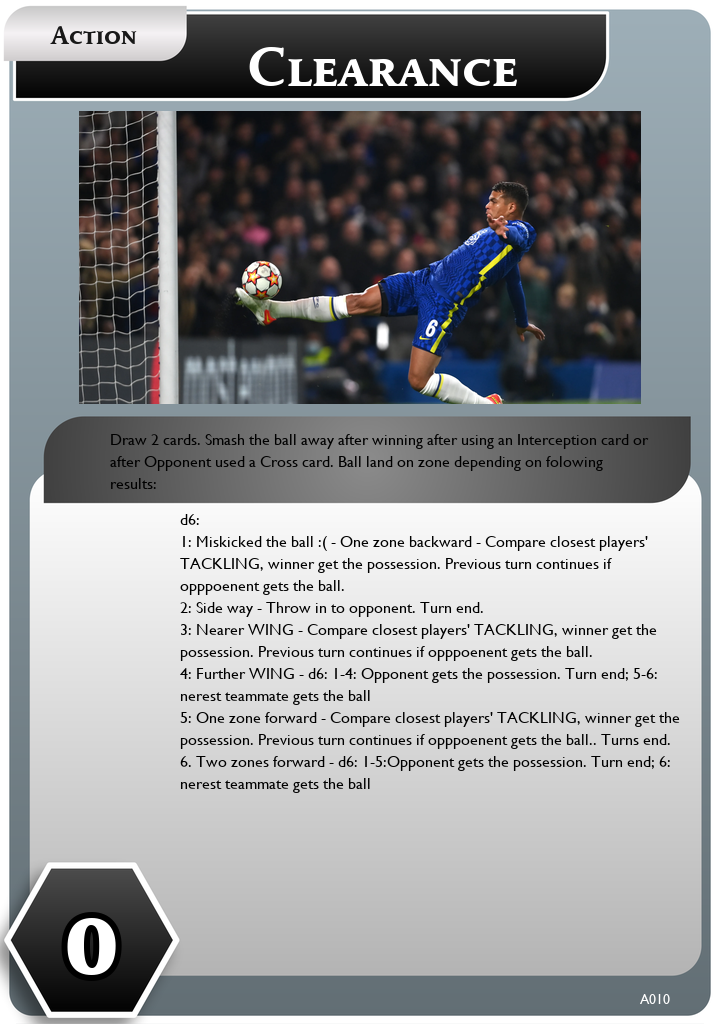 Action
Clearance
6
Draw 2 cards. Smash the ball away after winning after using an Interception card or
after Opponent used a Cross card. Ball land on zone depending on folowing
results:
d6:
1: Miskicked the ball :( - One zone backward - Compare closest players'
TACKLING, winner get the possession. Previous turn continues if
opppoenent gets the ball.
2: Side way - Throw in to opponent. Turn end.
3: Nearer WING - Compare closest players' TACKLING, winner get the
possession. Previous turn continues if opppoenent gets the ball.
4: Further WING - d6: 1-4: Opponent gets the possession. Turn end; 5-6:
nerest teammate gets the ball
5: One zone forward - Compare closest players' TACKLING, winner get the
possession. Previous turn continues if opppoenent gets the ball.. Turns end.
6. Two zones forward - d6: 1-5:Opponent gets the possession. Turn end; 6:
nerest teammate gets the ball
0
A010